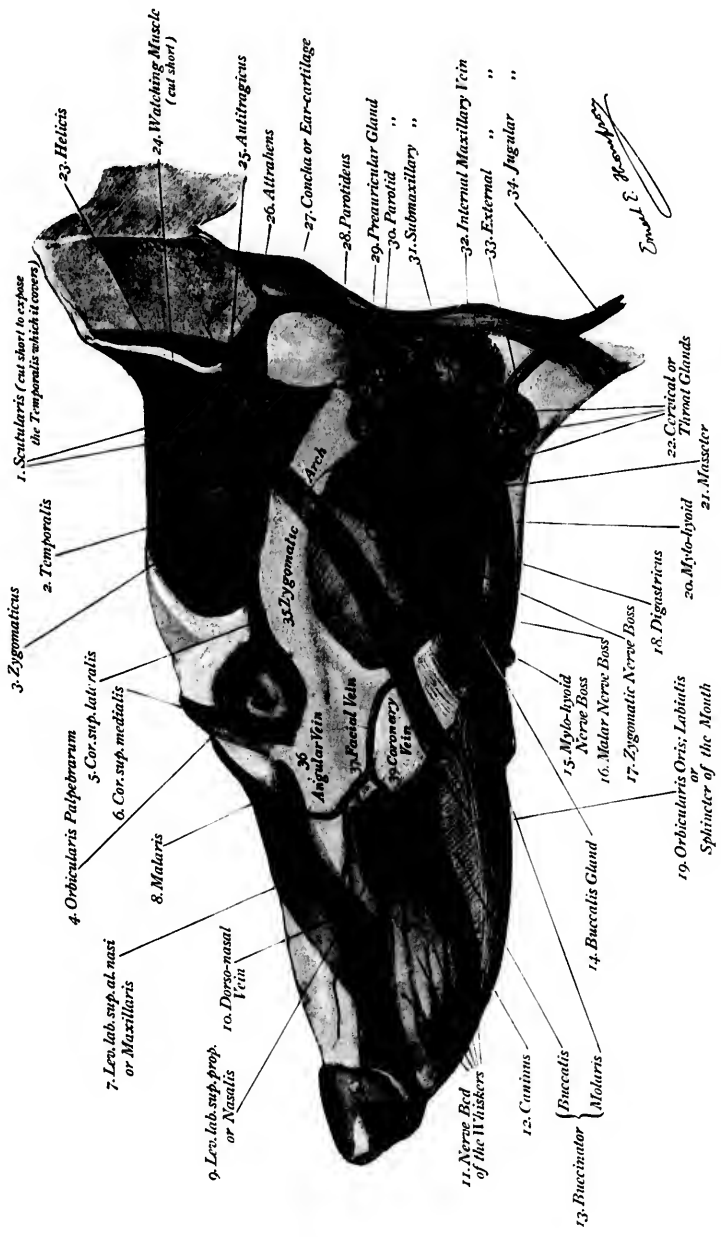 1. Scutularis (cut short to expose
the Temporalis which it covers)
2. Temporalis
3. Zygomaticus
4. Orbicularis Palpebrarum
5. Cor. sup. lateralis
6. Cor. sup. medialis
7. Lev. lab. sup. al. nasi
or Maxillaris
8. Malaris
9. Lev. lab. sup. prop.
or Nasalis
10. Dorso-nasal
Vein
11. Nerve Bed
of the Whiskers
12. Caninus
13. Buccinator
Buccalis
Molaris
14. Buccalis Gland
15. Mylo-hyoid
Nerve Boss
16. Malar Nerve Boss
17. Zygomatic Nerve Boss
18. Digastricus
19. Orbicularis Oris; Labialis
or
Sphincter of the Mouth
20. Mylo-hyoid
21. Masseter
22. Cervical or
Throat Glands
23. Helicis
24. Watching Muscle
(cut short)
25. Antitragicus
26. Attrahens
27. Concha or Ear-cartilage
28. Parotideus
29. Preauricular Gland
30. Parotid „
31. Submaxillary „
32. Internal Maxillary Vein
33. External „ „
34. Jugular „
35 Zygomatic
Arch
36
Angular Vein
37. Facial Vein
39. Coronary
Vein
Ernest E. Thompson